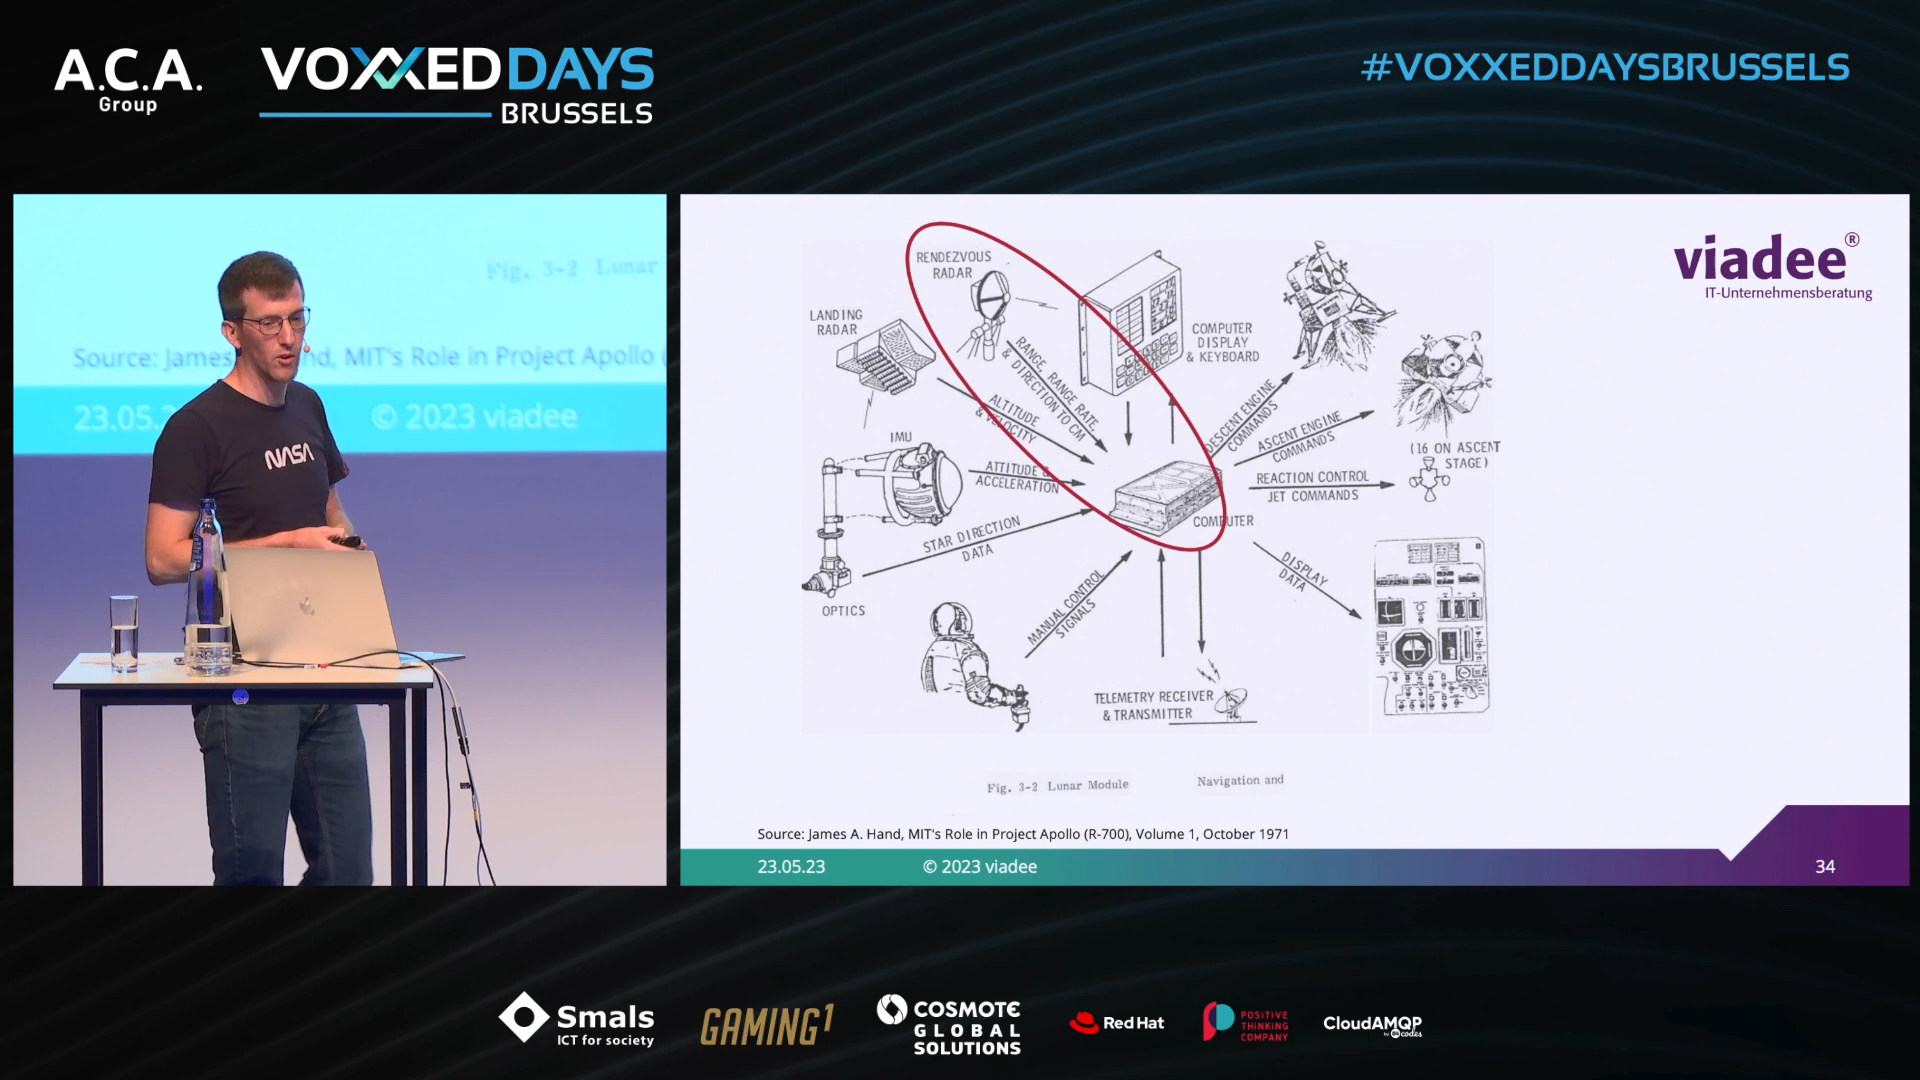 A.C.A.
Group
VOXXEDDAYS
BRUSSELS
#VOXXEDDAYSBRUSSELS
Fig. 3-2 Lunar
Source: James
nd, MIT's Role in Project Apollo
23.05.
© 2023 viadee
NASA
viadee®
IT-Unternehmensberatung
RENDEZVOUS
RADAR
LANDING
RADAR
COMPUTER
DISPLAY
& KEYBOARD
RANGE, RANGE RATE,
& DIRECTION TO CM
ALTITUDE
& VELOCITY
IMU
ATTITUDE &
ACCELERATION
DESCENT ENGINE
COMMANDS
ASCENT ENGINE
COMMANDS
(16 ON ASCENT
STAGE)
REACTION CONTROL
JET COMMANDS
COMPUTER
STAR DIRECTION
DATA
OPTICS
MANUAL CONTROL
SIGNALS
DISPLAY
DATA
TELEMETRY RECEIVER
& TRANSMITTER
Fig. 3-2 Lunar Module
Navigation and
Source: James A. Hand, MIT's Role in Project Apollo (R-700), Volume 1, October 1971
23.05.23
© 2023 viadee
34
Smals
ICT for society
GAMING1
COSMOTE
GLOBAL
SOLUTIONS
Red Hat
POSITIVE
THINKING
COMPANY
CloudAMQP
by 84codes